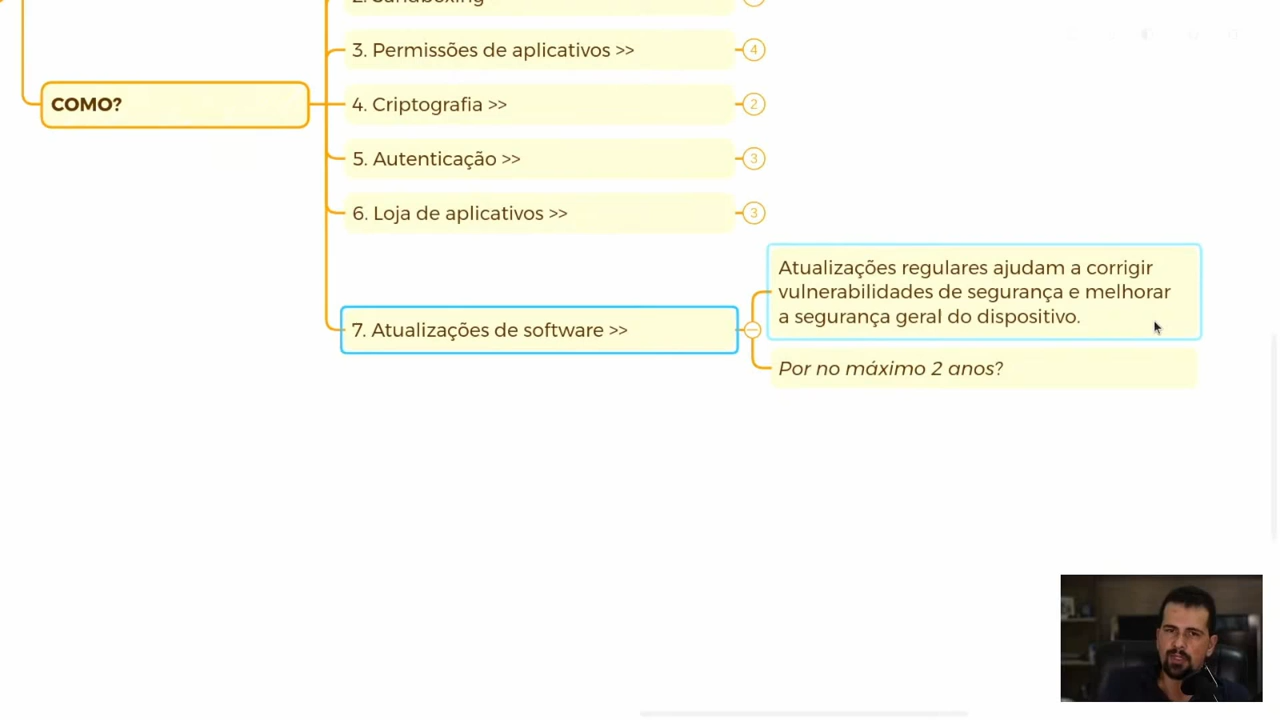 2. Sandboxing
3. Permissões de aplicativos >>
4
COMO?
4. Criptografia >>
2
5. Autenticação >>
3
6. Loja de aplicativos >>
3
Atualizações regulares ajudam a corrigir
vulnerabilidades de segurança e melhorar
a segurança geral do dispositivo.
7. Atualizações de software >>
Por no máximo 2 anos?